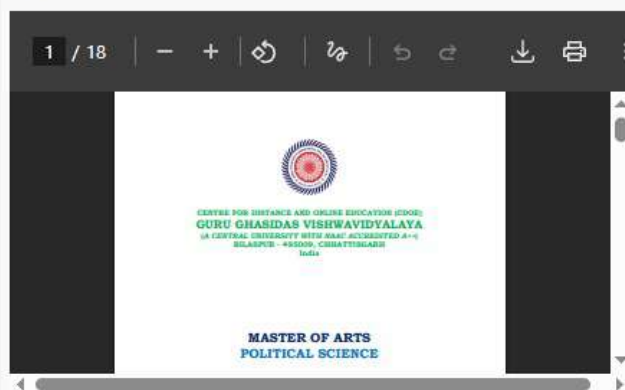 1 / 18
CENTRE FOR DISTANCE AND ONLINE EDUCATION (CDOE)
GURU GHASIDAS VISHWAVIDYALAYA
(A CENTRAL UNIVERSITY WITH NAAC ACCREDITED A++)
BILASPUR - 495009, CHHATTISGARH
India
MASTER OF ARTS
POLITICAL SCIENCE